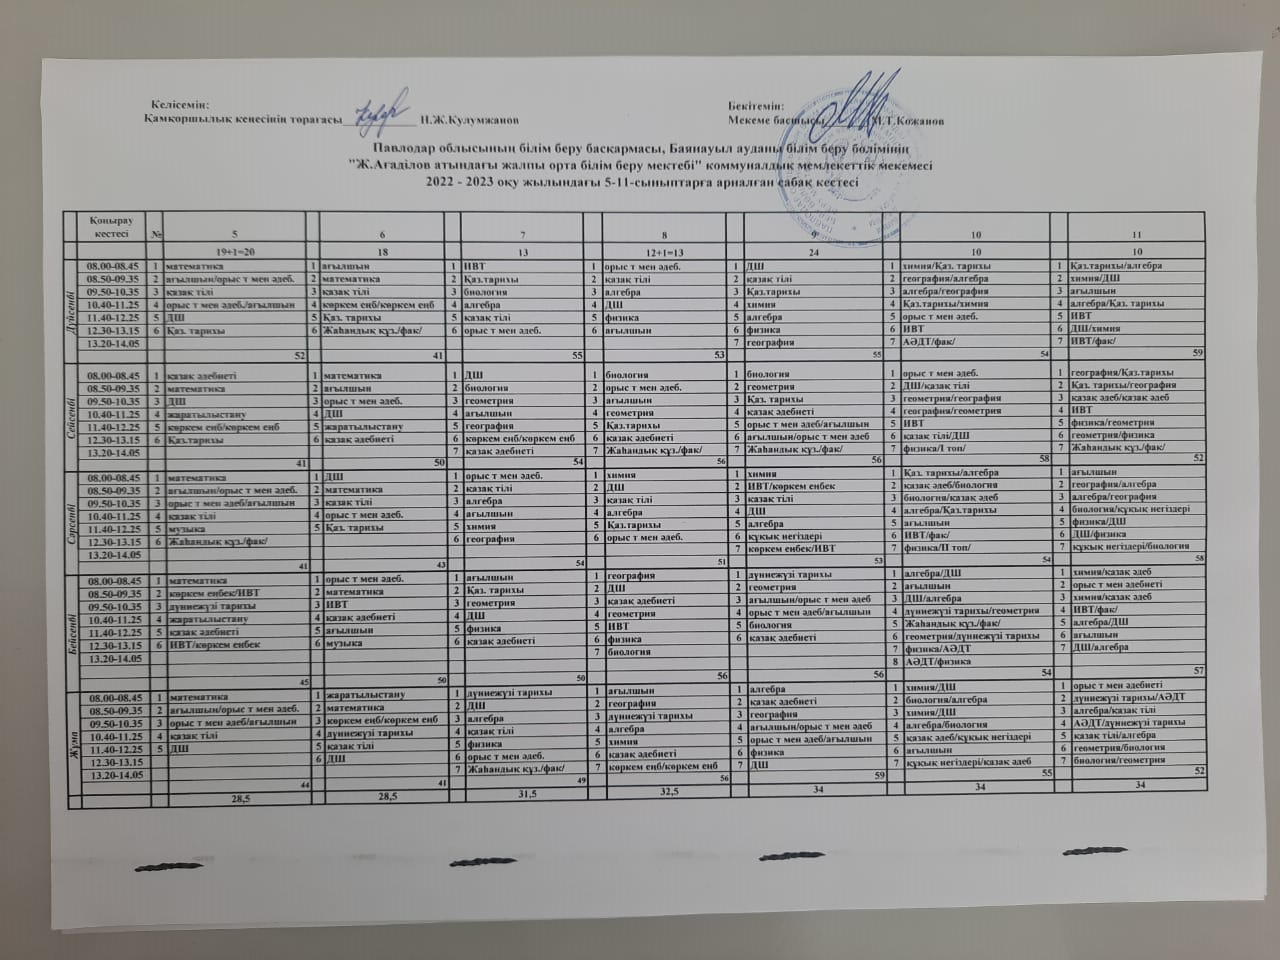 Келісемін:
Қамқоршылық кеңесінің төрағасы Н.Ж.Кулумжанов
Бекітемін:
Мекеме басшысы М.Т.Кожанов
Павлодар облысының білім беру басқармасы, Баянауыл ауданы білім беру бөлімінің
"Ж.Ағаділов атындағы жалпы орта білім беру мектебі" коммуналдық мемлекеттік мекемесі
2022 - 2023 оқу жылындағы 5-11-сыныптарға арналған сабақ кестесі
Қоңырау кестесі № 5 6 7 8 9 10 11
19+1=20 18 13 12+1=13 24 10 10
Дүйсенбі
08.00-08.45 1 математика 1 ағылшын 1 ИВТ 1 орыс т мен әдеб. 1 ДШ 1 химия/Қаз. тарихы 1 Қаз.тарихы/алгебра
08.50-09.35 2 ағылшын/орыс т мен әдеб. 2 математика 2 Қаз.тарихы 2 қазақ тілі 2 қазақ тілі 2 география/алгебра 2 химия/ДШ
09.50-10.35 3 қазақ тілі 3 қазақ тілі 3 биология 3 алгебра 3 Қаз.тарихы 3 алгебра/география 3 ағылшын
10.40-11.25 4 орыс т мен әдеб./ағылшын 4 көркем еңб/көркем еңб 4 алгебра 4 ДШ 4 химия 4 Қаз.тарихы/химия 4 алгебра/Қаз. тарихы
11.40-12.25 5 ДШ 5 Қаз. тарихы 5 қазақ тілі 5 физика 5 алгебра 5 орыс т мен әдеб. 5 ИВТ
12.30-13.15 6 Қаз. тарихы 6 Жаһандық құз./фак/ 6 орыс т мен әдеб. 6 ағылшын 6 физика 6 ИВТ 6 ДШ/химия
13.20-14.05 7 география 7 АӘДТ/фак/ 7 ИВТ/фак/
52 41 55 53 55 54 59
Сейсенбі
08.00-08.45 1 қазақ әдебиеті 1 математика 1 ДШ 1 биология 1 биология 1 орыс т мен әдеб. 1 география/Қаз.тарихы
08.50-09.35 2 математика 2 ағылшын 2 биология 2 орыс т мен әдеб. 2 геометрия 2 ДШ/қазақ тілі 2 Қаз. тарихы/география
09.50-10.35 3 ДШ 3 орыс т мен әдеб. 3 геометрия 3 ағылшын 3 Қаз. тарихы 3 геометрия/география 3 қазақ әдеб/қазақ әдеб
10.40-11.25 4 жаратылыстану 4 ДШ 4 ағылшын 4 геометрия 4 қазақ әдебиеті 4 география/геометрия 4 ИВТ
11.40-12.25 5 көркем еңб/көркем еңб 5 жаратылыстану 5 география 5 Қаз.тарихы 5 орыс т мен әдеб/ағылшын 5 ИВТ 5 физика/геометрия
12.30-13.15 6 Қаз.тарихы 6 қазақ әдебиеті 6 көркем еңб/көркем еңб 6 қазақ әдебиеті 6 ағылшын/орыс т мен әдеб 6 қазақ тілі/ДШ 6 геометрия/физика
13.20-14.05 7 қазақ әдебиеті 7 Жаһандық құз./фак/ 7 Жаһандық құз./фак/ 7 физика/І топ/ 7 Жаһандық құз./фак/
41 50 54 56 56 58 52
Сәрсенбі
08.00-08.45 1 математика 1 ДШ 1 орыс т мен әдеб. 1 химия 1 химия 1 Қаз. тарихы/алгебра 1 ағылшын
08.50-09.35 2 ағылшын/орыс т мен әдеб. 2 математика 2 қазақ тілі 2 ДШ 2 ИВТ/көркем еңбек 2 қазақ әдеб/биология 2 география/алгебра
09.50-10.35 3 орыс т мен әдеб/ағылшын 3 қазақ тілі 3 алгебра 3 қазақ тілі 3 қазақ тілі 3 биология/қазақ әдеб 3 алгебра/география
10.40-11.25 4 қазақ тілі 4 орыс т мен әдеб. 4 ағылшын 4 алгебра 4 ДШ 4 алгебра/Қаз.тарихы 4 биология/құқық негіздері
11.40-12.25 5 музыка 5 Қаз. тарихы 5 химия 5 Қаз.тарихы 5 алгебра 5 ағылшын 5 физика/ДШ
12.30-13.15 6 Жаһандық құз./фак/ 6 география 6 орыс т мен әдеб. 6 құқық негіздері 6 ИВТ/фак/ 6 ДШ/физика
13.20-14.05 7 көркем еңбек/ИВТ 7 физика/ІІ топ/ 7 құқық негіздері/биология
41 43 54 51 53 54 58
Бейсенбі
08.00-08.45 1 математика 1 орыс т мен әдеб. 1 ағылшын 1 география 1 дүниежүзі тарихы 1 алгебра/ДШ 1 химия/қазақ әдеб
08.50-09.35 2 көркем еңбек/ИВТ 2 математика 2 Қаз. тарихы 2 ДШ 2 геометрия 2 ағылшын 2 орыс т мен әдебиеті
09.50-10.35 3 дүниежүзі тарихы 3 ИВТ 3 геометрия 3 қазақ әдебиеті 3 ағылшын/орыс т мен әдеб 3 ДШ/алгебра 3 химия/қазақ әдеб
10.40-11.25 4 жаратылыстану 4 қазақ әдебиеті 4 ДШ 4 геометрия 4 орыс т мен әдеб/ағылшын 4 дүниежүзі тарихы/геометрия 4 ИВТ/фак/
11.40-12.25 5 қазақ әдебиеті 5 ағылшын 5 физика 5 ИВТ 5 биология 5 Жаһандық құз./фак/ 5 алгебра/ДШ
12.30-13.15 6 ИВТ/көркем еңбек 6 музыка 6 қазақ әдебиеті 6 физика 6 қазақ әдебиеті 6 геометрия/дүниежүзі тарихы 6 ағылшын
13.20-14.05 7 биология 7 физика/АӘДТ 7 ДШ/алгебра
8 АӘДТ/физика
45 50 50 56 56 54 57
Жұма
08.00-08.45 1 математика 1 жаратылыстану 1 дүниежүзі тарихы 1 ағылшын 1 алгебра 1 химия/ДШ 1 орыс т мен әдебиеті
08.50-09.35 2 ағылшын/орыс т мен әдеб. 2 математика 2 ДШ 2 география 2 қазақ әдебиеті 2 биология/алгебра 2 дүниежүзі тарихы/АӘДТ
09.50-10.35 3 орыс т мен әдеб/ағылшын 3 көркем еңб/көркем еңб 3 алгебра 3 дүниежүзі тарихы 3 география 3 химия/ДШ 3 алгебра/қазақ тілі
10.40-11.25 4 қазақ тілі 4 дүниежүзі тарихы 4 қазақ тілі 4 алгебра 4 ағылшын/орыс т мен әдеб 4 алгебра/биология 4 АӘДТ/дүниежүзі тарихы
11.40-12.25 5 ДШ 5 қазақ тілі 5 физика 5 химия 5 орыс т мен әдеб/ағылшын 5 қазақ әдеб/құқық негіздері 5 қазақ тілі/алгебра
12.30-13.15 6 ДШ 6 орыс т мен әдеб. 6 қазақ әдебиеті 6 физика 6 ағылшын 6 геометрия/биология
13.20-14.05 7 Жаһандық құз./фак/ 7 көркем еңб/көркем еңб 7 ДШ 7 құқық негіздері/қазақ әдеб 7 биология/геометрия
44 41 49 56 59 55 52
28,5 28,5 31,5 32,5 34 34 34